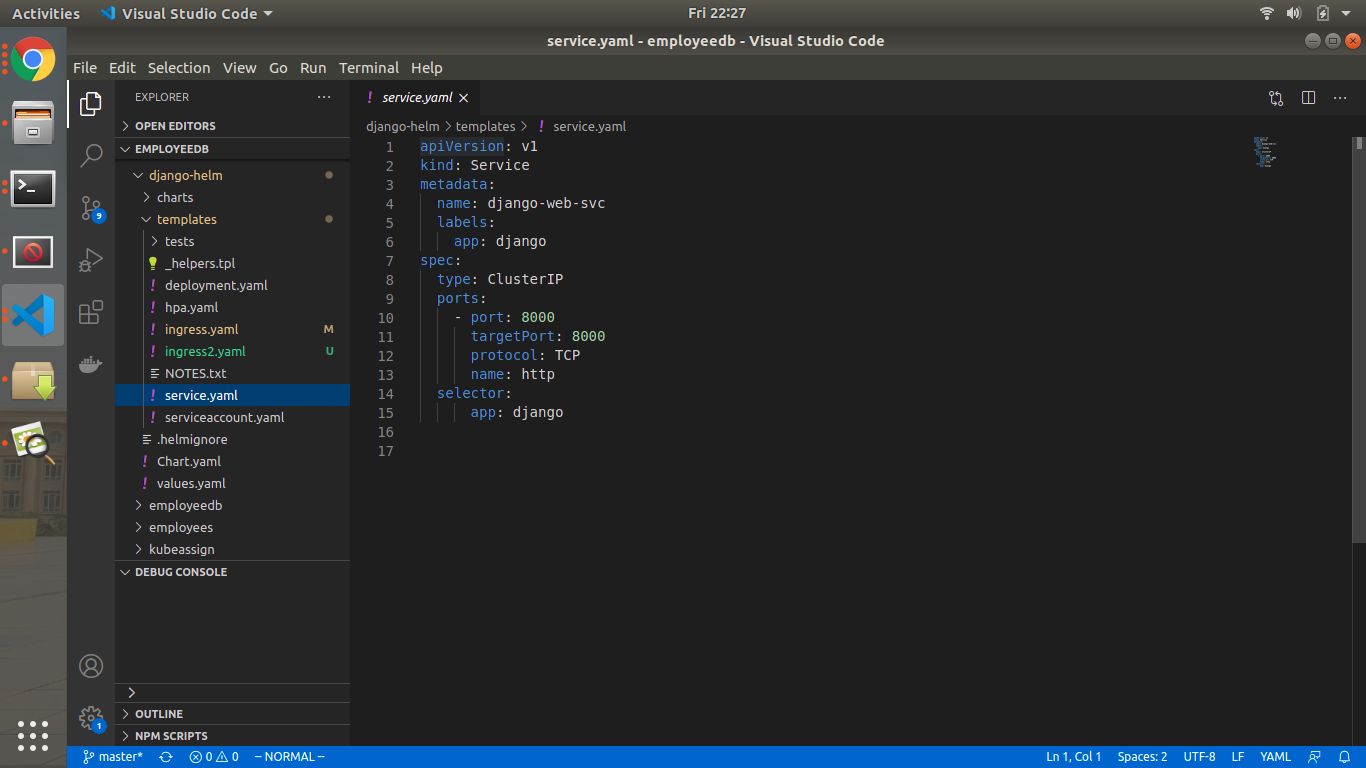 Activities Visual Studio Code Fri 22:27
service.yaml - employeedb - Visual Studio Code
File Edit Selection View Go Run Terminal Help
EXPLORER
OPEN EDITORS
EMPLOYEEDB
django-helm
charts
templates
tests
_helpers.tpl
deployment.yaml
hpa.yaml
ingress.yaml M
ingress2.yaml U
NOTES.txt
service.yaml
serviceaccount.yaml
.helmignore
Chart.yaml
values.yaml
employeedb
employees
kubeassign
DEBUG CONSOLE
OUTLINE
NPM SCRIPTS
9
1
! service.yaml
django-helm > templates > ! service.yaml
1 apiVersion: v1
2 kind: Service
3 metadata:
4 name: django-web-svc
5 labels:
6 app: django
7 spec:
8 type: ClusterIP
9 ports:
10 - port: 8000
11 targetPort: 8000
12 protocol: TCP
13 name: http
14 selector:
15 app: django
16
17
master* 0 0 -- NORMAL -- Ln 1, Col 1 Spaces: 2 UTF-8 LF YAML